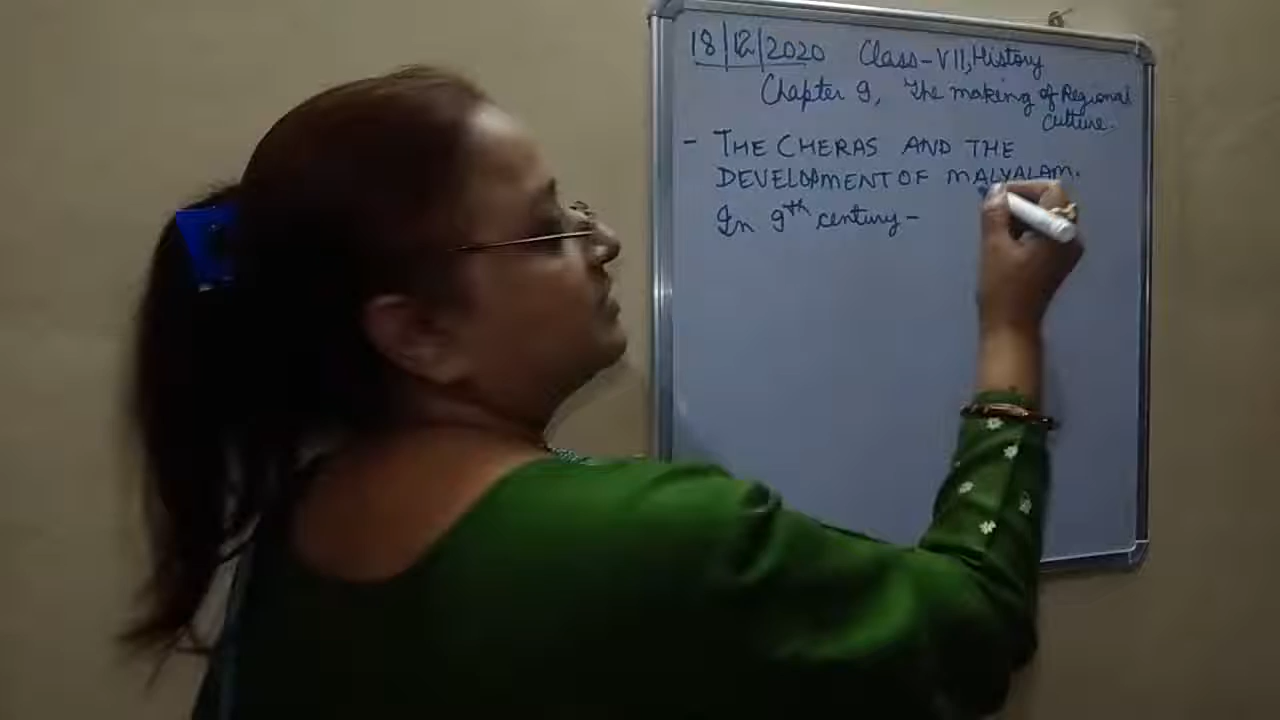 18/12/2020 Class-VII, History
Chapter 9, The making of Regional
Culture.
- THE CHERAS AND THE
DEVELOPMENT OF MALYALAM.
In 9th century-